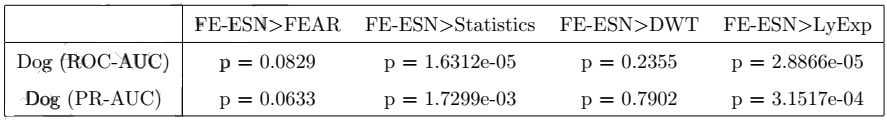 FE-ESN>FEAR FE-ESN>Statistics FE-ESN>DWT FE-ESN>LyExp
Dog (ROC-AUC) p = 0.0829 p = 1.6312e-05 p = 0.2355 p = 2.8866e-05
Dog (PR-AUC) p = 0.0633 p = 1.7299e-03 p = 0.7902 p = 3.1517e-04